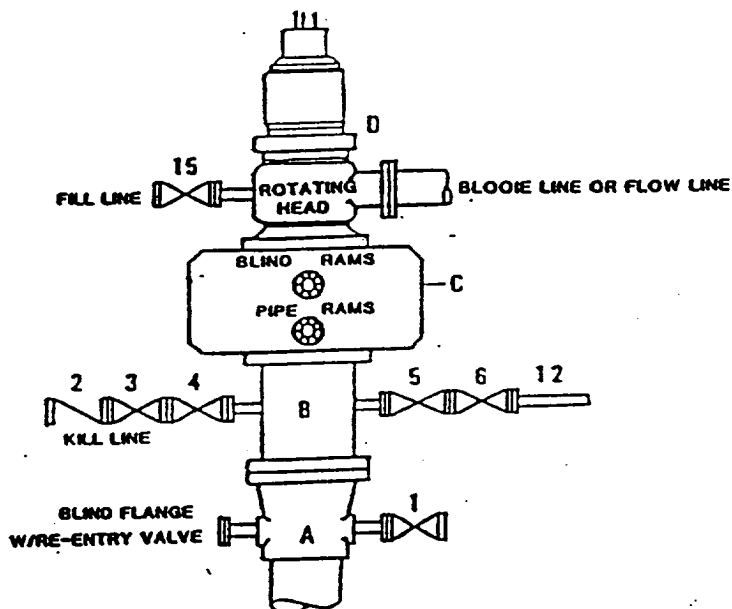 D
15
FILL LINE
ROTATING
HEAD
BLOOIE LINE OR FLOW LINE
BLIND RAMS
C
PIPE RAMS
2 3 4
5 6 12
B
KILL LINE
BLIND FLANGE
W/RE-ENTRY VALVE
1
A